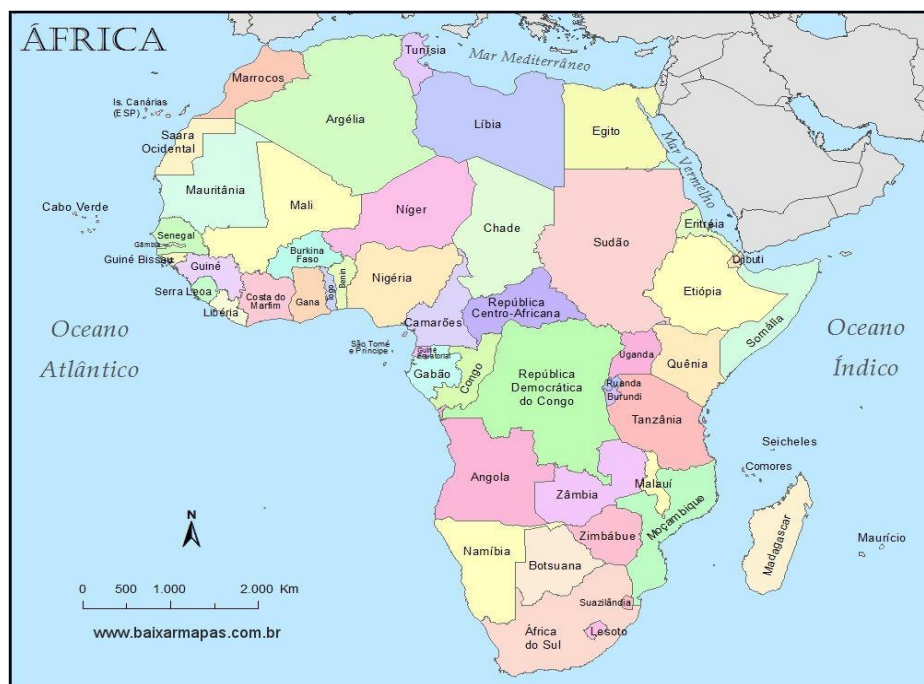 ÁFRICA
Mar Mediterrâneo
Tunísia
Marrocos
Is. Canárias
(ESP)
Argélia
Líbia
Egito
Saara
Ocidental
Mar Vermelho
Mauritânia
Mali
Níger
Chade
Sudão
Eritréia
Cabo Verde
Senegal
Gâmbia
Guiné Bissau
Guiné
Burkina
Faso
Benin
Togo
Nigéria
Djibuti
Etiópia
Somália
Serra Leoa
Libéria
Costa do
Marfim
Gana
Camarões
República
Centro-Africana
Oceano
Atlântico
Oceano
Índico
São Tomé
e Príncipe
Guiné
Equatorial
Gabão
Congo
República
Democrática
do Congo
Uganda
Quênia
Ruanda
Burundi
Tanzânia
Seicheles
Comores
Angola
Zâmbia
Malauí
Moçambique
Madagascar
Maurício
N
Namíbia
Botsuana
Zimbábue
0 500 1.000 2.000 Km
www.baixarmapas.com.br
Suazilândia
Lesoto
África
do Sul